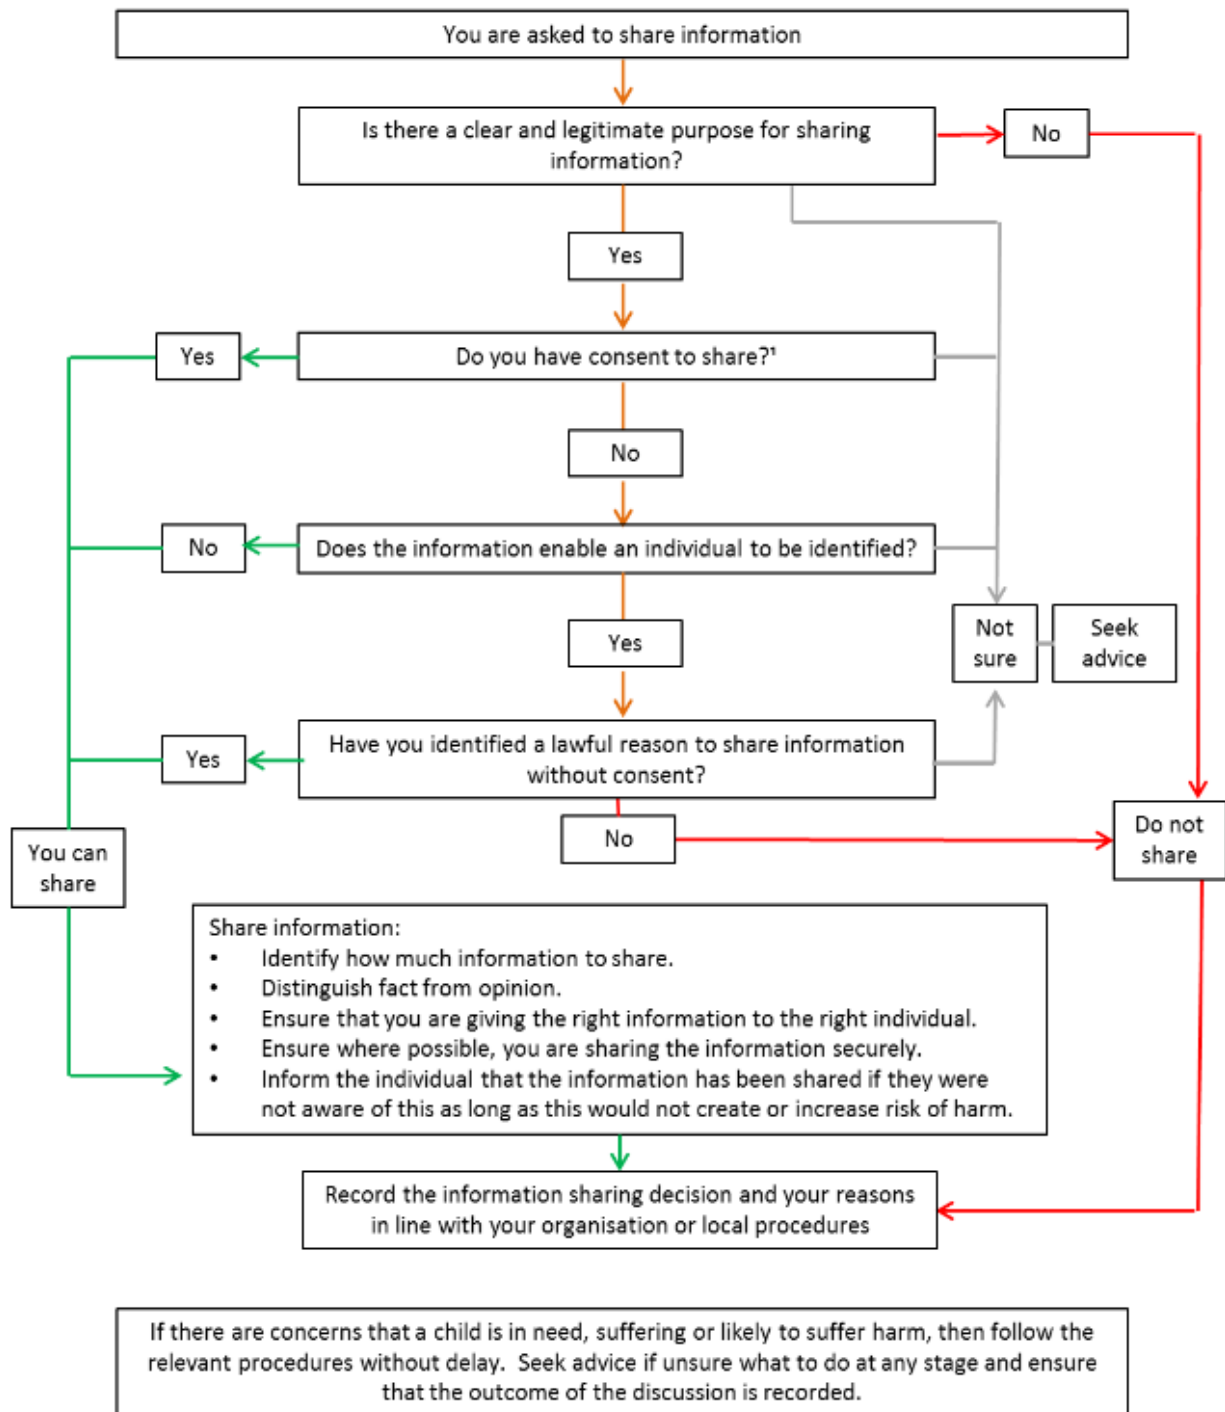 You are asked to share information
Is there a clear and legitimate purpose for sharing
information?
No
Yes
Do you have consent to share?¹
Yes
No
Does the information enable an individual to be identified?
No
Yes
Not
sure
Seek
advice
Have you identified a lawful reason to share information
without consent?
Yes
No
Do not
share
You can
share
Share information:
• Identify how much information to share.
• Distinguish fact from opinion.
• Ensure that you are giving the right information to the right individual.
• Ensure where possible, you are sharing the information securely.
• Inform the individual that the information has been shared if they were
not aware of this as long as this would not create or increase risk of harm.
Record the information sharing decision and your reasons
in line with your organisation or local procedures
If there are concerns that a child is in need, suffering or likely to suffer harm, then follow the
relevant procedures without delay. Seek advice if unsure what to do at any stage and ensure
that the outcome of the discussion is recorded.